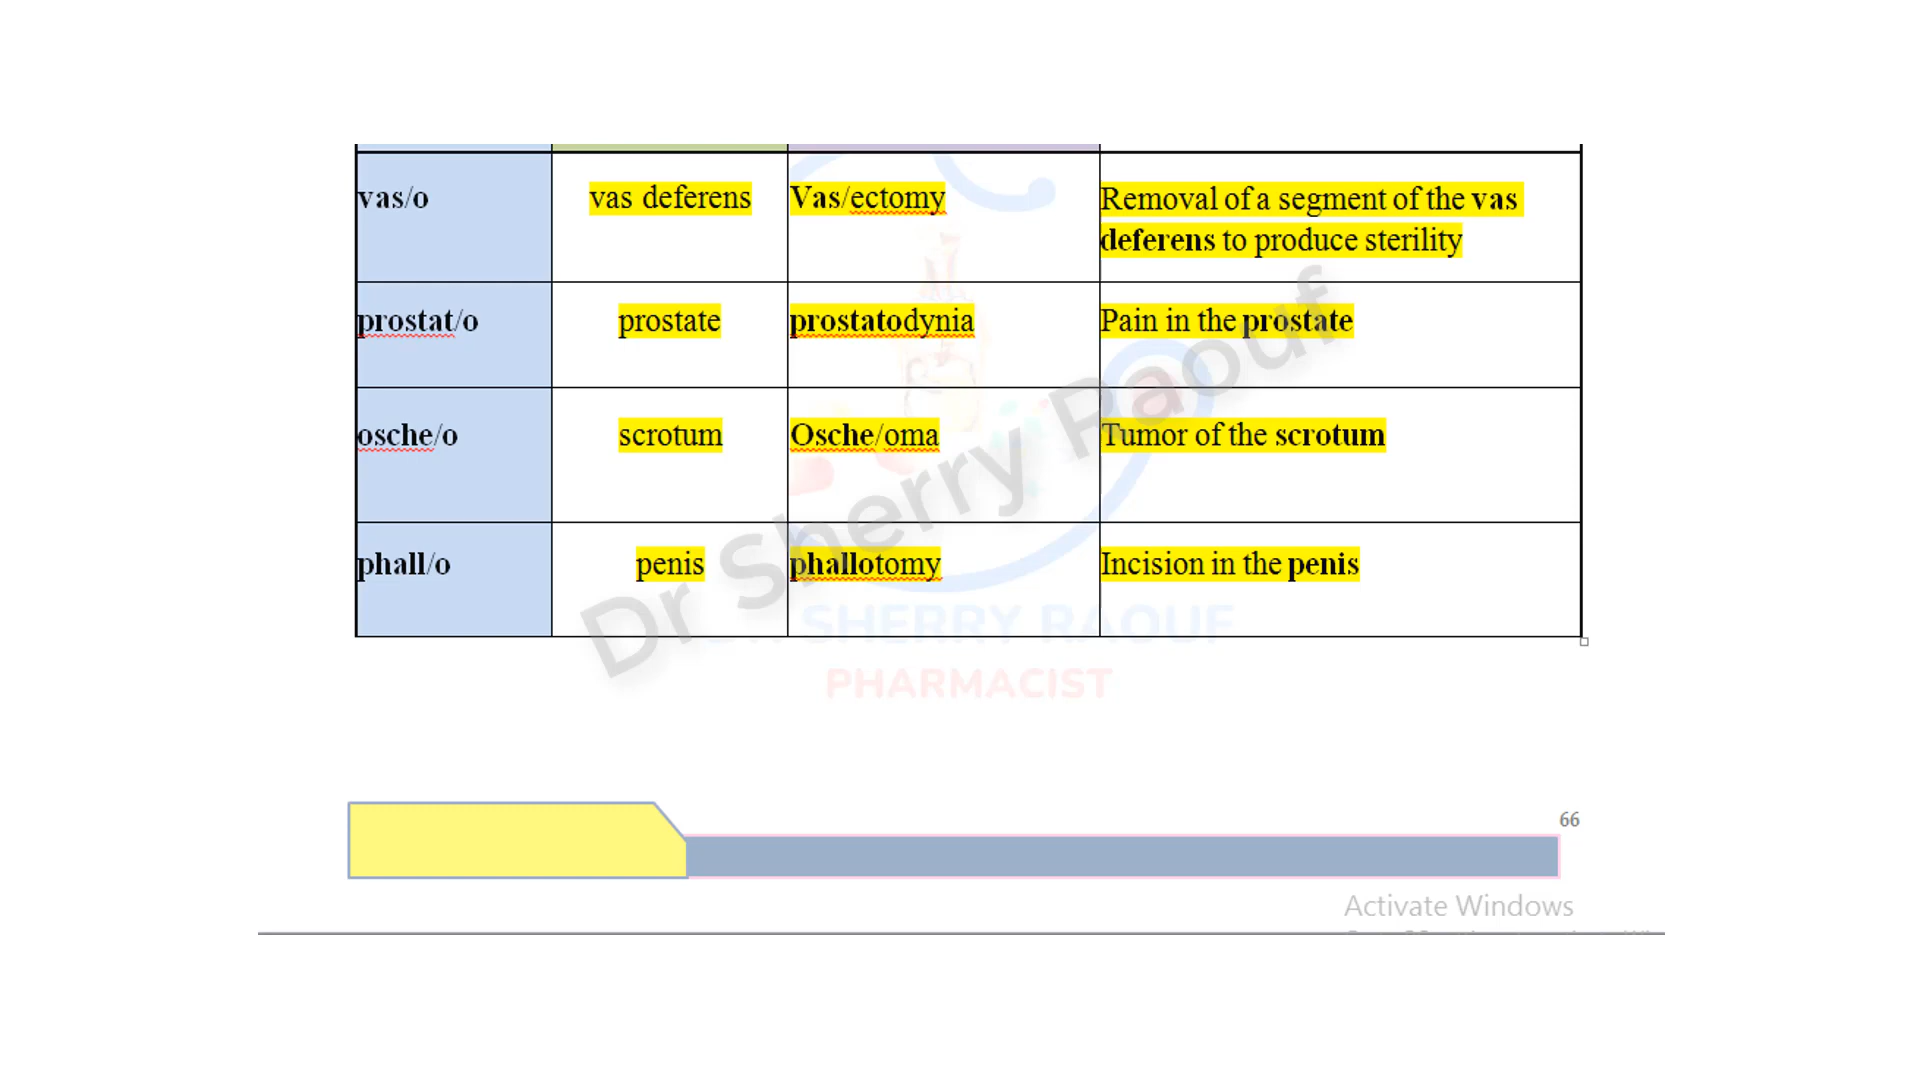 vas/o vas deferens Vas/ectomy Removal of a segment of the vas
deferens to produce sterility
prostat/o prostate prostatodynia Pain in the prostate
osche/o scrotum Osche/oma Tumor of the scrotum
phall/o penis phallotomy Incision in the penis
Dr Sherry Raouf
SHERRY RAOUF
PHARMACIST
66
Activate Windows